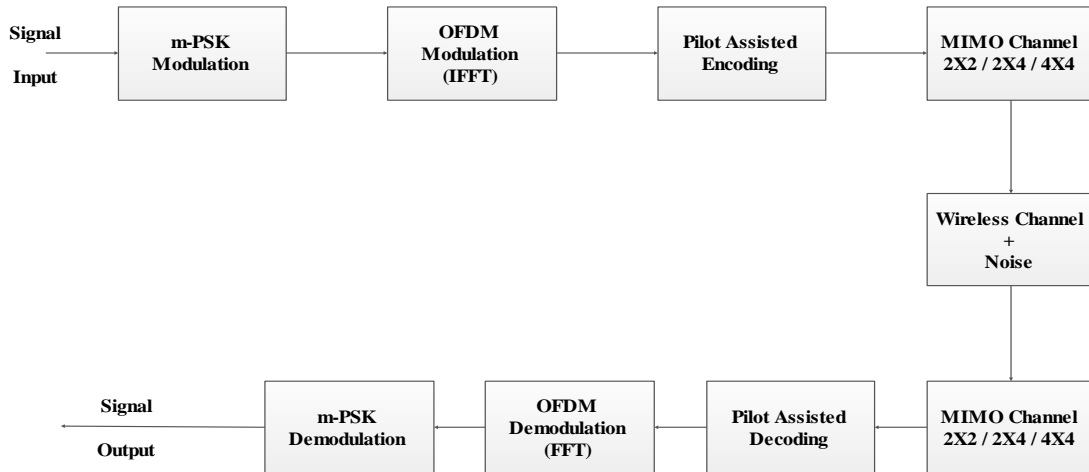 Signal
Input
m-PSK
Modulation
OFDM
Modulation
(IFFT)
Pilot Assisted
Encoding
MIMO Channel
2X2 / 2X4 / 4X4
Wireless Channel
+
Noise
MIMO Channel
2X2 / 2X4 / 4X4
Pilot Assisted
Decoding
OFDM
Demodulation
(FFT)
m-PSK
Demodulation
Signal
Output